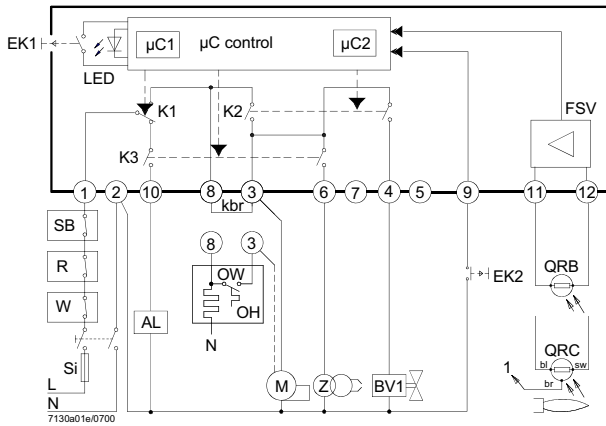 EK1
LED
µC1
µC control
µC2
FSV
K1
K2
K3
1
2
10
8
3
6
7
4
5
9
11
12
kbr
SB
R
W
Si
L
N
AL
8
3
OW
OH
N
M
Z
BV1
EK2
QRB
QRC
bl
sw
br
1
7130a01e/0700